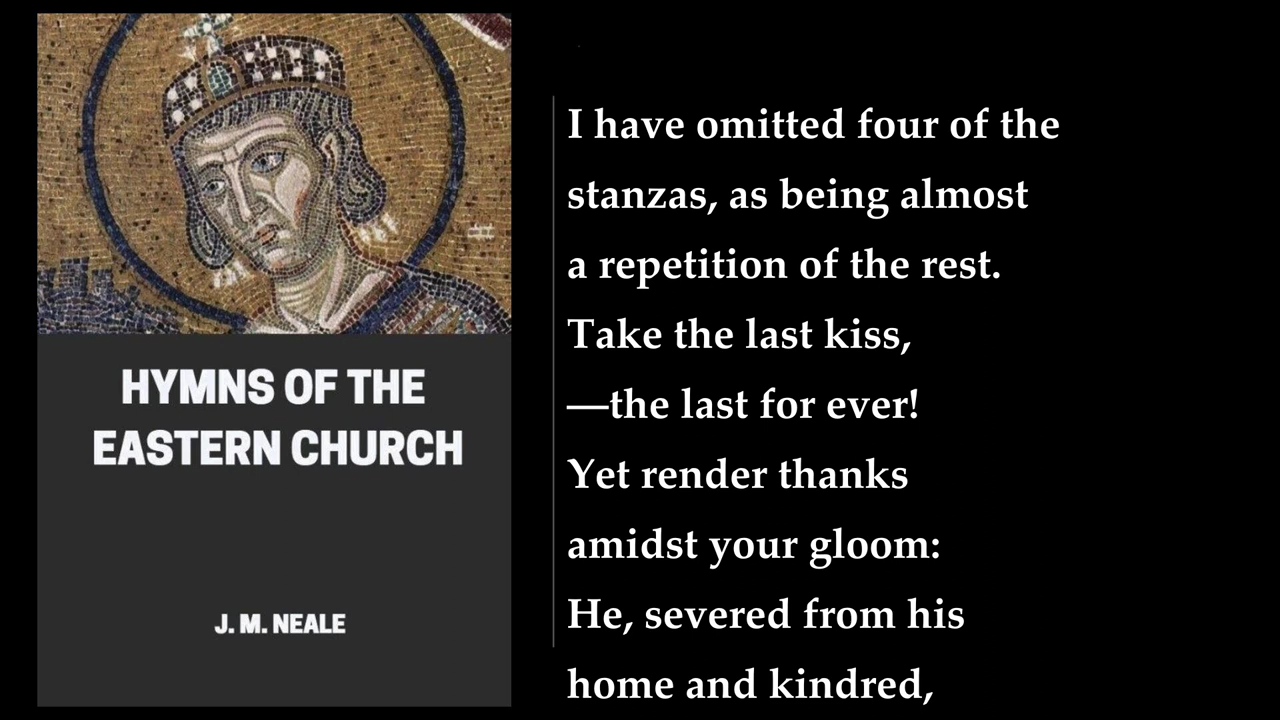 HYMNS OF THE
EASTERN CHURCH
J. M. NEALE
I have omitted four of the
stanzas, as being almost
a repetition of the rest.
Take the last kiss,
—the last for ever!
Yet render thanks
amidst your gloom:
He, severed from his
home and kindred,